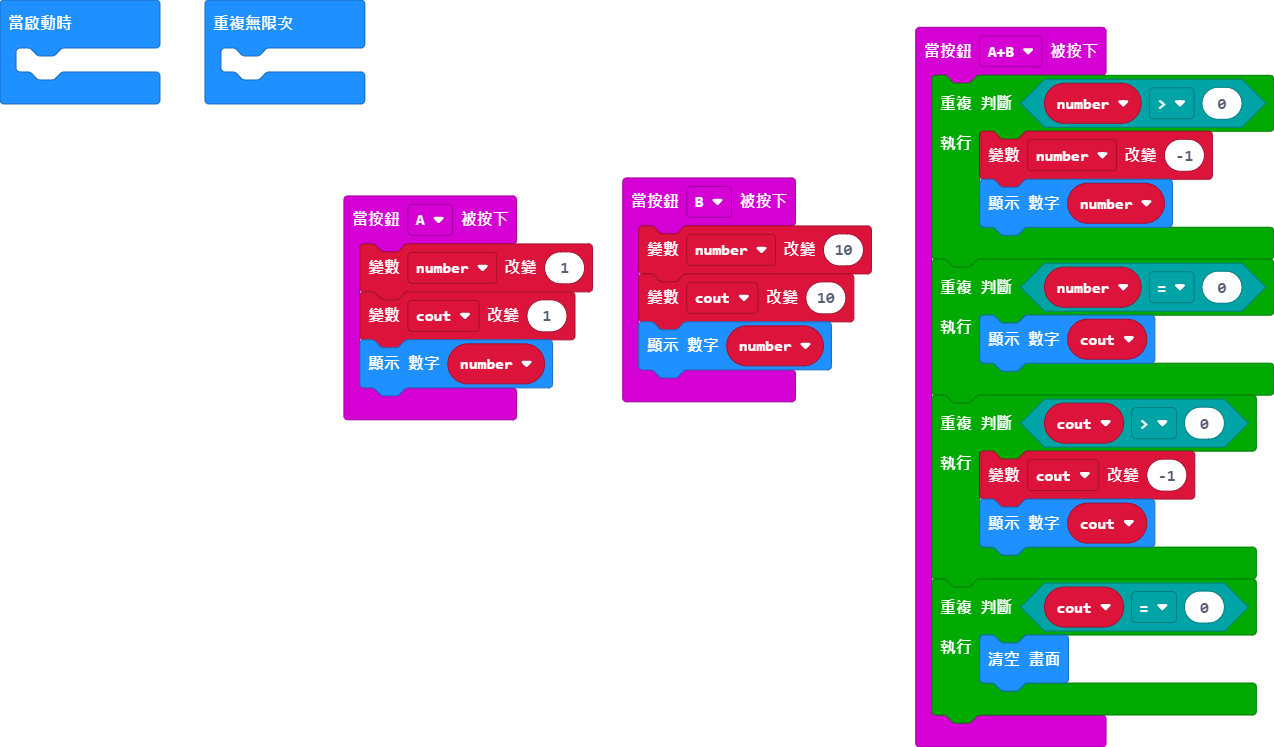 當啟動時
重複無限次
當按鈕 A 被按下
變數 number 改變 1
變數 cout 改變 1
顯示 數字 number
當按鈕 B 被按下
變數 number 改變 10
變數 cout 改變 10
顯示 數字 number
當按鈕 A+B 被按下
重複 判斷 number > 0
執行
變數 number 改變 -1
顯示 數字 number
重複 判斷 number = 0
執行
顯示 數字 cout
重複 判斷 cout > 0
執行
變數 cout 改變 -1
顯示 數字 cout
重複 判斷 cout = 0
執行
清空 畫面